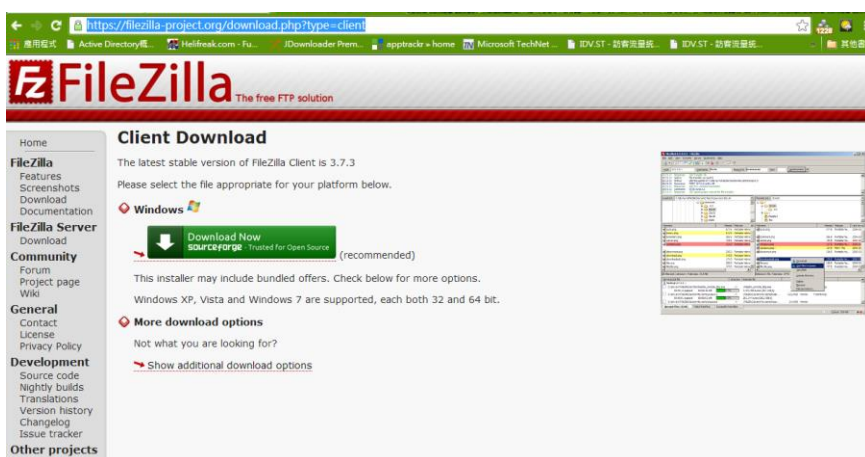 https://filezilla-project.org/download.php?type=client
應用程式 Active Directory概... Helifreak.com - Fu... JDownloader Prem... apptrackr » home Microsoft TechNet ... IDV.ST - 訪客流量統... IDV.ST - 訪客流量統...
FileZilla The free FTP solution
Home
FileZilla
Features
Screenshots
Download
Documentation
FileZilla Server
Download
Community
Forum
Project page
Wiki
General
Contact
License
Privacy Policy
Development
Source code
Nightly builds
Translations
Version history
Changelog
Issue tracker
Other projects
Client Download
The latest stable version of FileZilla Client is 3.7.3
Please select the file appropriate for your platform below.
Windows
Download Now
sourceforge - Trusted for Open Source
(recommended)
This installer may include bundled offers. Check below for more options.
Windows XP, Vista and Windows 7 are supported, each both 32 and 64 bit.
More download options
Not what you are looking for?
Show additional download options